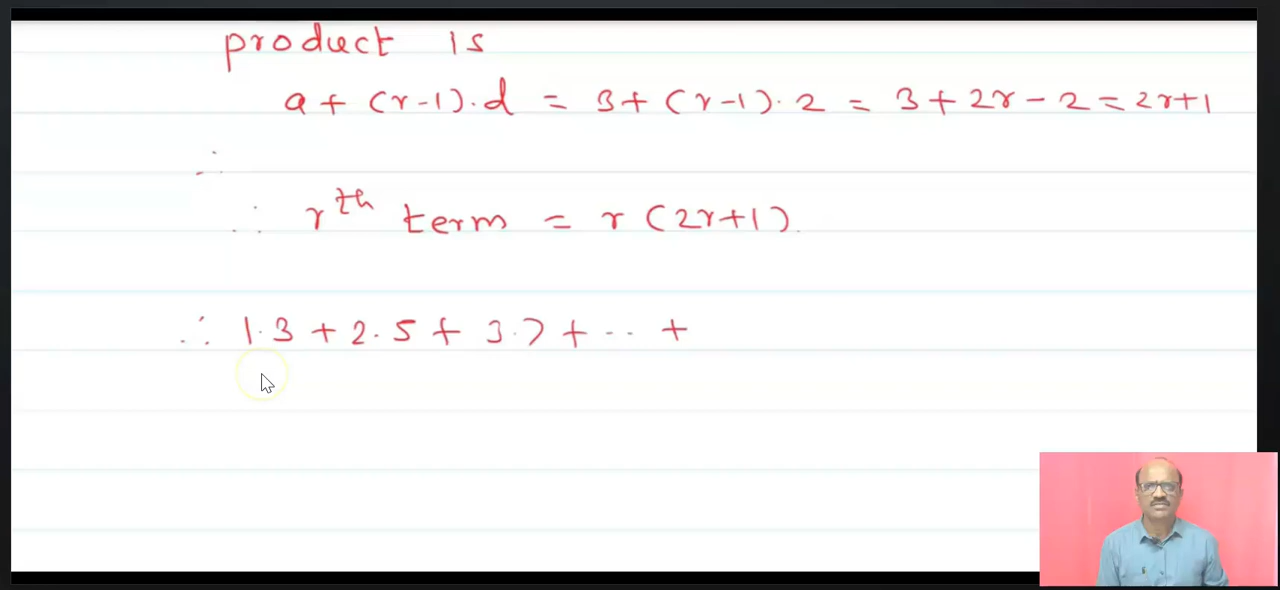 product is
a + (r-1).d = 3 + (r-1).2 = 3 + 2r - 2 = 2r+1
∴
∴ rth term = r (2r+1).
∴ 1.3 + 2.5 + 3.7 + ... +